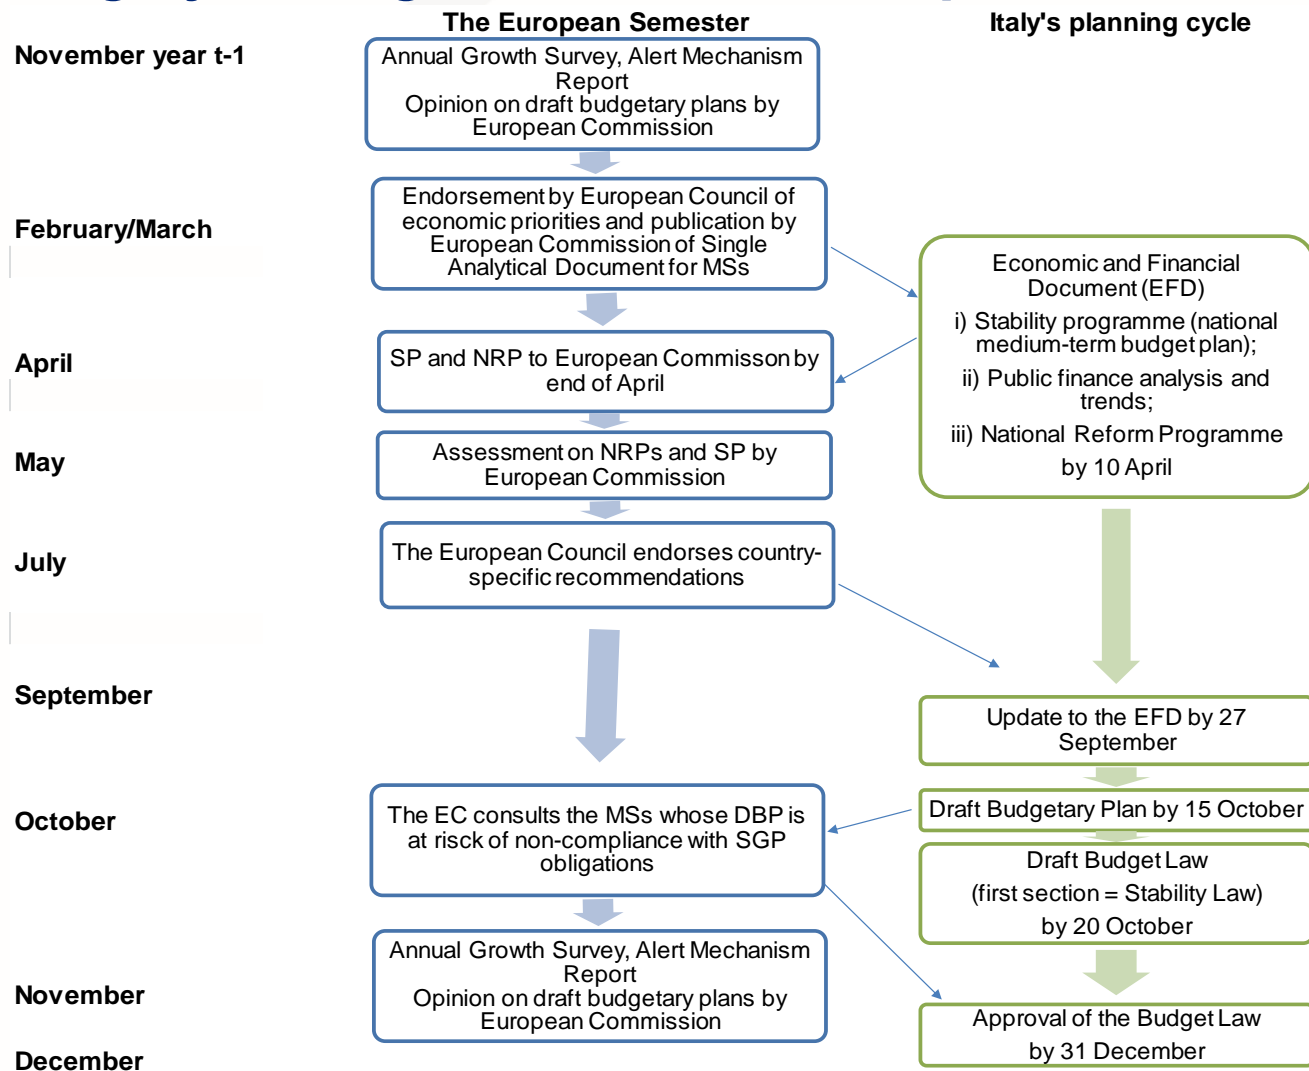 The European Semester
Italy's planning cycle
November year t-1
Annual Growth Survey, Alert Mechanism
Report
Opinion on draft budgetary plans by
European Commission
February/March
Endorsement by European Council of
economic priorities and publication by
European Commission of Single
Analytical Document for MSs
Economic and Financial
Document (EFD)
i) Stability programme (national
medium-term budget plan);
ii) Public finance analysis and
trends;
iii) National Reform Programme
by 10 April
April
SP and NRP to European Commisson by
end of April
May
Assessment on NRPs and SP by
European Commission
July
The European Council endorses country-
specific recommendations
September
Update to the EFD by 27
September
October
The EC consults the MSs whose DBP is
at risck of non-compliance with SGP
obligations
Draft Budgetary Plan by 15 October
Draft Budget Law
(first section = Stability Law)
by 20 October
November
Annual Growth Survey, Alert Mechanism
Report
Opinion on draft budgetary plans by
European Commission
Approval of the Budget Law
by 31 December
December